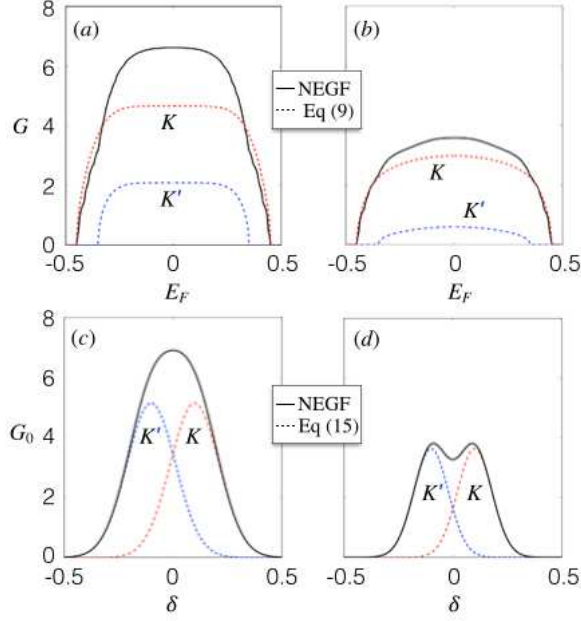 8 (a) (b)
NEGF
Eq (9)
6
G 4
K K
2
K' K'
0
-0.5 0 0.5 -0.5 0 0.5
E_F E_F
8 (c) (d)
NEGF
Eq (15)
6
G_0 4
K' K K' K
2
0
-0.5 0 0.5 -0.5 0 0.5
δ δ